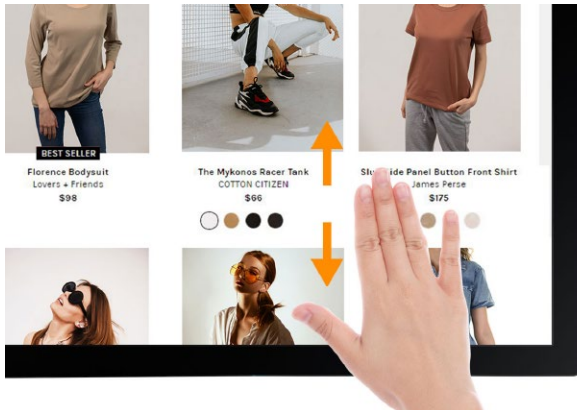 BEST SELLER
Florence Bodysuit
Lovers + Friends
$98
The Mykonos Racer Tank
COTTON CITIZEN
$66
Panel Button Front Shirt
James Perse
$175